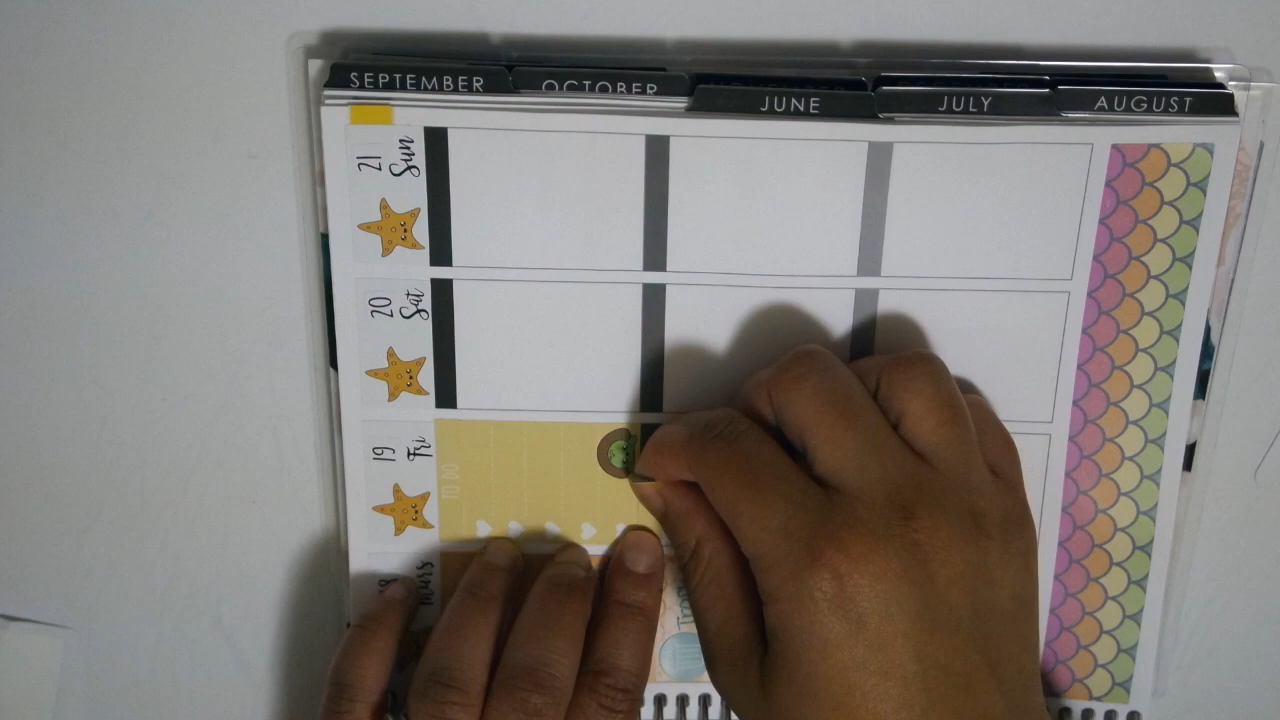 SEPTEMBER
OCTOBER
JUNE
JULY
AUGUST
21
Sun
20
Sat
19
Fri
TO DO